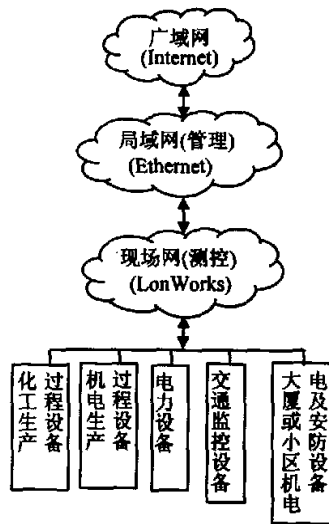 广域网
(Internet)
局域网(管理)
(Ethernet)
现场网(测控)
(LonWorks)
化工生产
过程设备
机电生产
过程设备
电力设备
交通监控设备
大厦或小区机电
电及安防设备